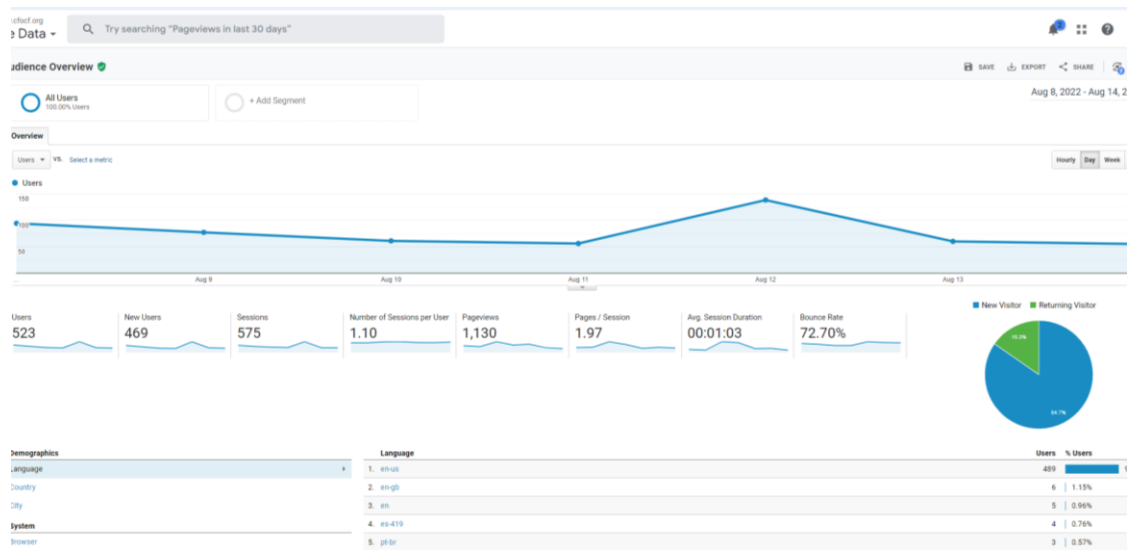 .cfocf.org
e Data
Try searching "Pageviews in last 30 days"
2
udience Overview
SAVE EXPORT SHARE
All Users
100.00% Users
+ Add Segment
Aug 8, 2022 - Aug 14, 2
Overview
Users VS. Select a metric
Hourly Day Week
Users
150
100
50
... Aug 9 Aug 10 Aug 11 Aug 12 Aug 13
New Visitor Returning Visitor
Users New Users Sessions Number of Sessions per User Pageviews Pages / Session Avg. Session Duration Bounce Rate
523 469 575 1.10 1,130 1.97 00:01:03 72.70%
15.3%
84.7%
Demographics Language Users % Users
Language 1. en-us 489 9
Country 2. en-gb 6 1.15%
City 3. en 5 0.96%
System 4. es-419 4 0.76%
Browser 5. pt-br 3 0.57%